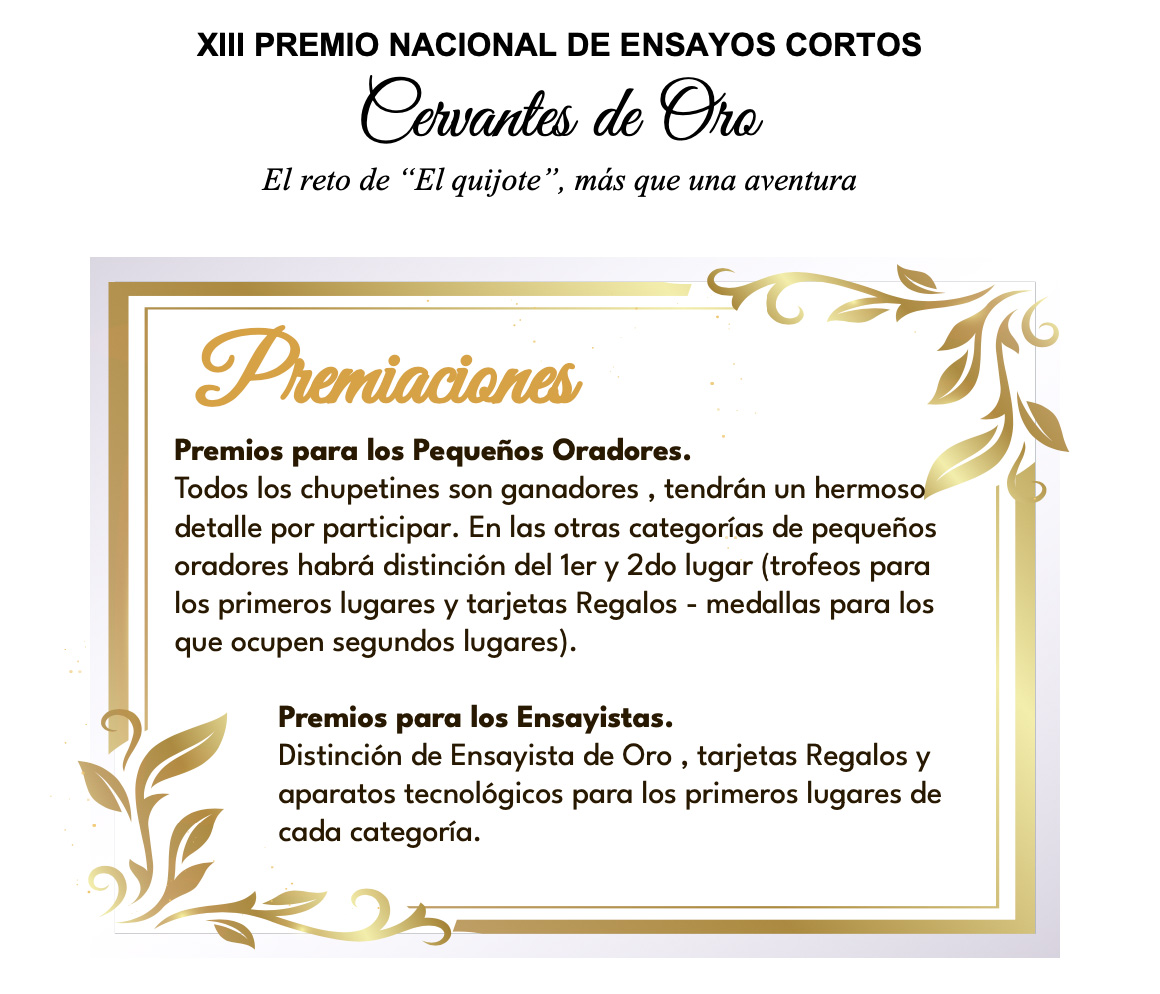 XIII PREMIO NACIONAL DE ENSAYOS CORTOS
Cervantes de Oro
El reto de “El quijote”, más que una aventura
Premiaciones
Premios para los Pequeños Oradores.
Todos los chupetines son ganadores , tendrán un hermoso
detalle por participar. En las otras categorías de pequeños
oradores habrá distinción del 1er y 2do lugar (trofeos para
los primeros lugares y tarjetas Regalos - medallas para los
que ocupen segundos lugares).
Premios para los Ensayistas.
Distinción de Ensayista de Oro , tarjetas Regalos y
aparatos tecnológicos para los primeros lugares de
cada categoría.